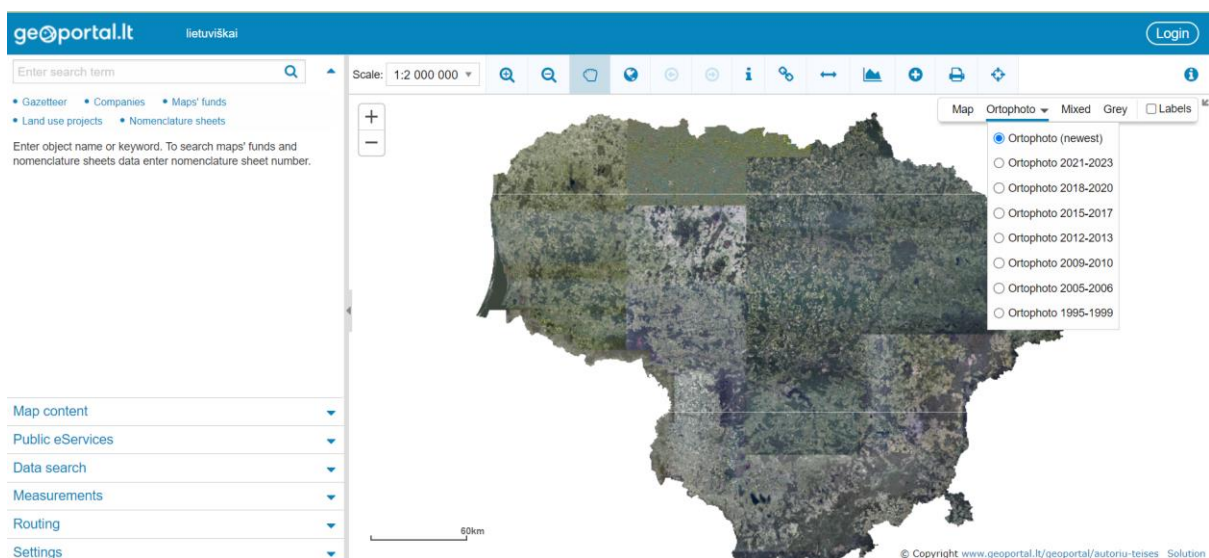 geoportal.lt lietuviškai Login
Enter search term
• Gazetteer • Companies • Maps' funds
• Land use projects • Nomenclature sheets
Enter object name or keyword. To search maps' funds and
nomenclature sheets data enter nomenclature sheet number.
Map content
Public eServices
Data search
Measurements
Routing
Settings
Scale: 1:2 000 000
Map Ortophoto Mixed Grey Labels
Ortophoto (newest)
Ortophoto 2021-2023
Ortophoto 2018-2020
Ortophoto 2015-2017
Ortophoto 2012-2013
Ortophoto 2009-2010
Ortophoto 2005-2006
Ortophoto 1995-1999
60km
© Copyright www.geoportal.lt/geoportal/autoriu-teises Solution